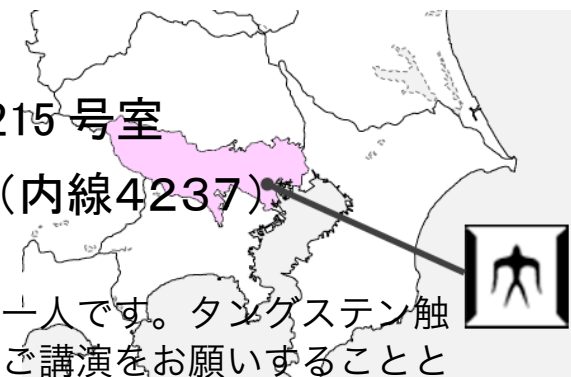 215 号室
（内線４２３７）
一人です。タングステン触
ご講演をお願いすることと